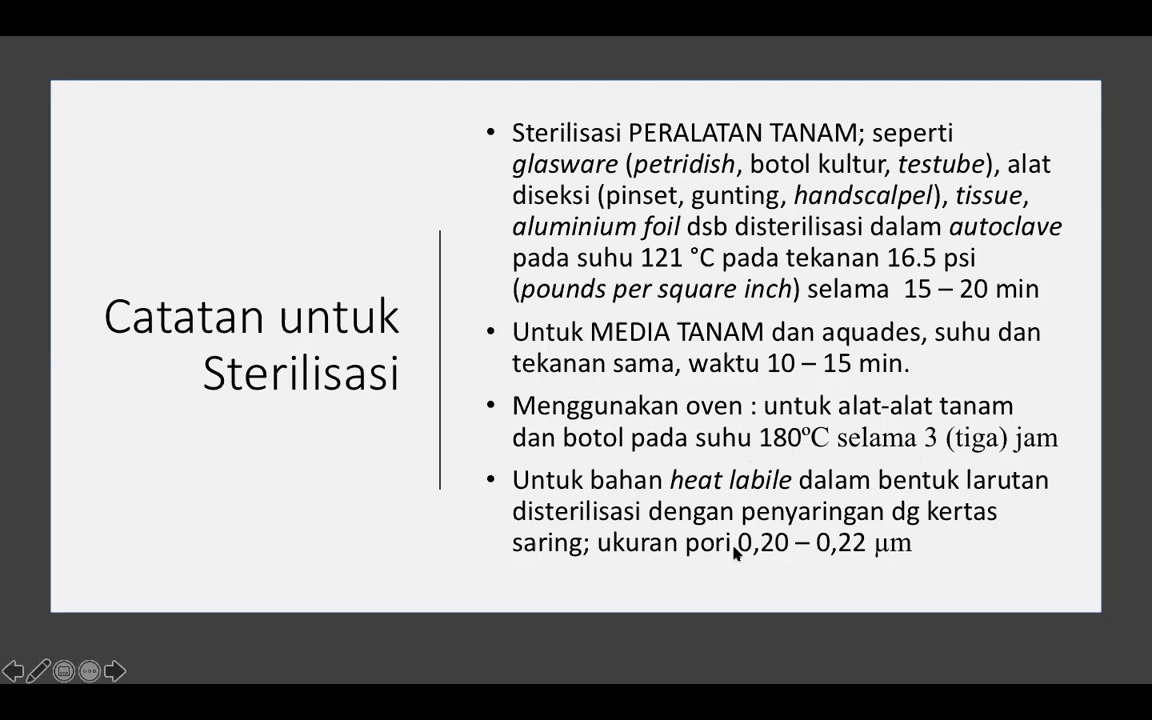 Catatan untuk
Sterilisasi
• Sterilisasi PERALATAN TANAM; seperti
glasware (petridish, botol kultur, testube), alat
diseksi (pinset, gunting, handscalpel), tissue,
aluminium foil dsb disterilisasi dalam autoclave
pada suhu 121 °C pada tekanan 16.5 psi
(pounds per square inch) selama 15 – 20 min
• Untuk MEDIA TANAM dan aquades, suhu dan
tekanan sama, waktu 10 – 15 min.
• Menggunakan oven : untuk alat-alat tanam
dan botol pada suhu 180ºC selama 3 (tiga) jam
• Untuk bahan heat labile dalam bentuk larutan
disterilisasi dengan penyaringan dg kertas
saring; ukuran pori 0,20 – 0,22 µm